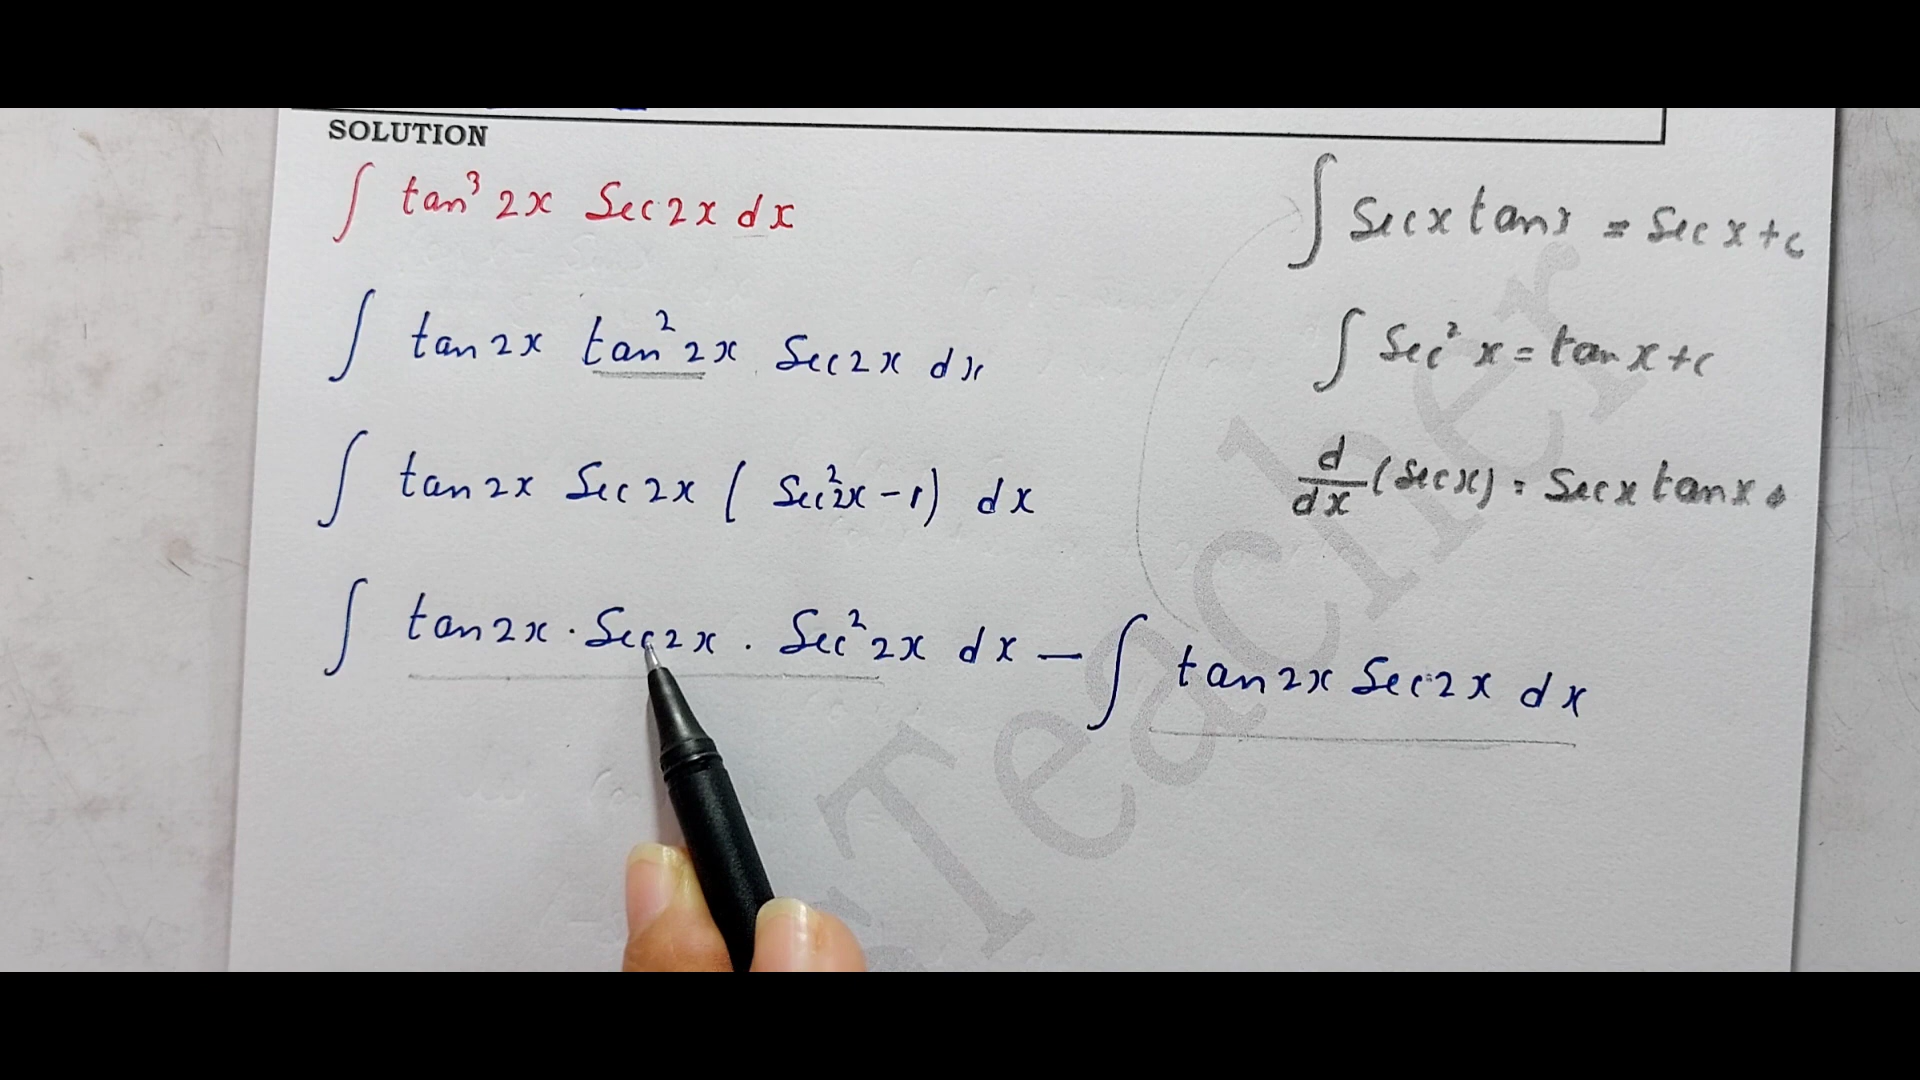 SOLUTION
∫ tan³ 2x Sec 2x dx
∫ tan 2x tan² 2x Sec 2x dx
∫ tan 2x Sec 2x ( Sec² 2x - 1) dx
∫ tan 2x · Sec 2x . Sec² 2x dx — ∫ tan 2x Sec 2x dx
∫ Sec x tan x = Sec x + c
∫ Sec² x = tan x + c
d/dx (Sec x) = Sec x tan x .
Teacher